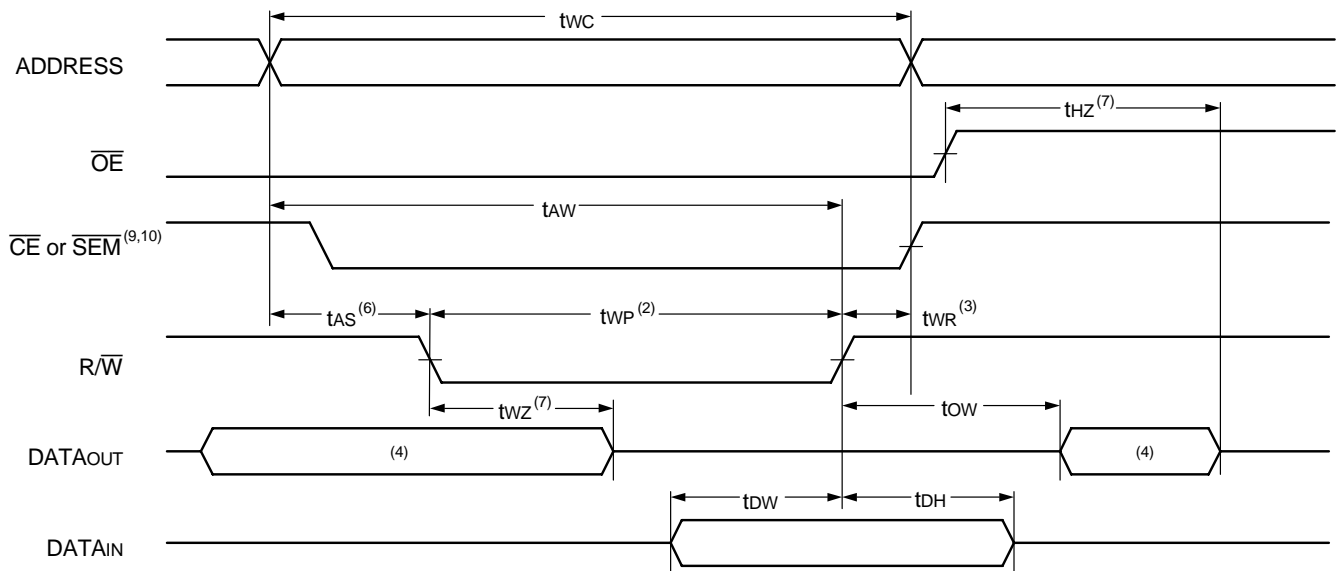 tWC
ADDRESS
tHZ(7)
OE
tAW
CE or SEM(9,10)
tAS(6)
tWP(2)
tWR(3)
R/W
tWZ(7)
tOW
DATAOUT
(4)
(4)
tDW
tDH
DATAIN